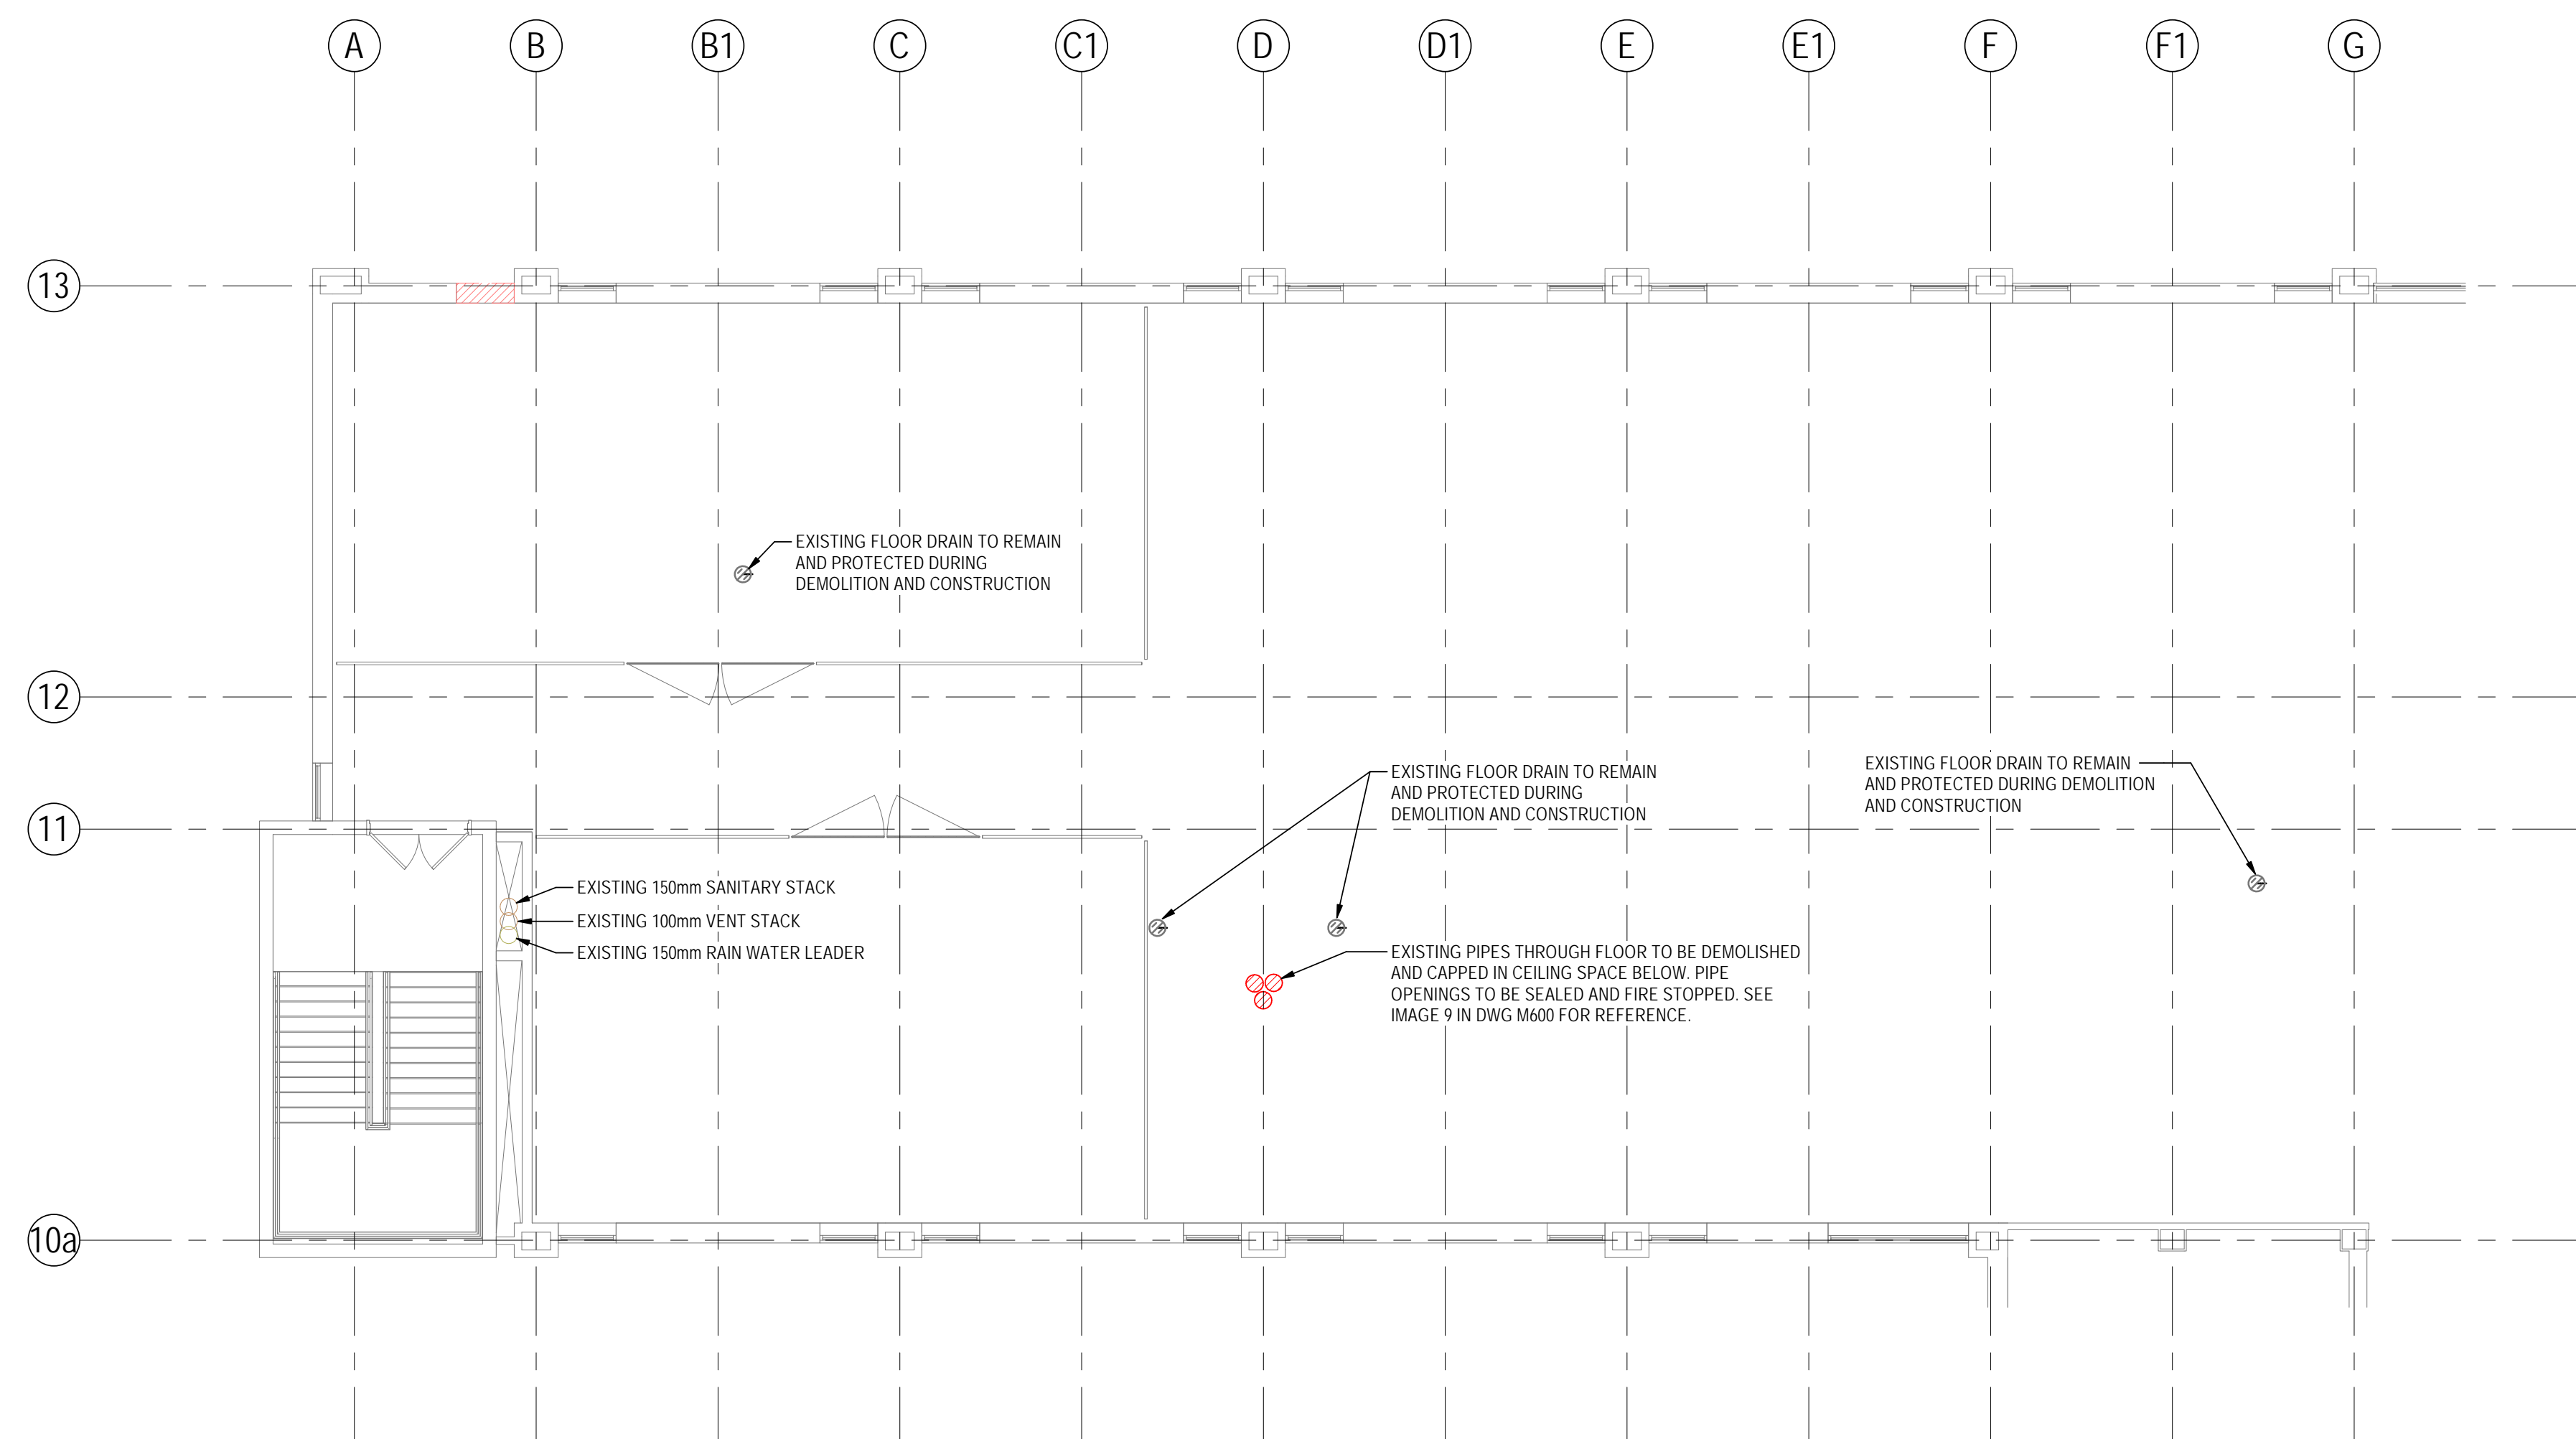 A
B
B1
C
C1
D
D1
E
E1
F
F1
G
13
EXISTING FLOOR DRAIN TO REMAIN
AND PROTECTED DURING
DEMOLITION AND CONSTRUCTION
12
EXISTING FLOOR DRAIN TO REMAIN
AND PROTECTED DURING
DEMOLITION AND CONSTRUCTION
EXISTING FLOOR DRAIN TO REMAIN
AND PROTECTED DURING DEMOLITION
AND CONSTRUCTION
11
EXISTING 150mm SANITARY STACK
EXISTING 100mm VENT STACK
EXISTING 150mm RAIN WATER LEADER
EXISTING PIPES THROUGH FLOOR TO BE DEMOLISHED
AND CAPPED IN CEILING SPACE BELOW. PIPE
OPENINGS TO BE SEALED AND FIRE STOPPED. SEE
IMAGE 9 IN DWG M600 FOR REFERENCE.
10a